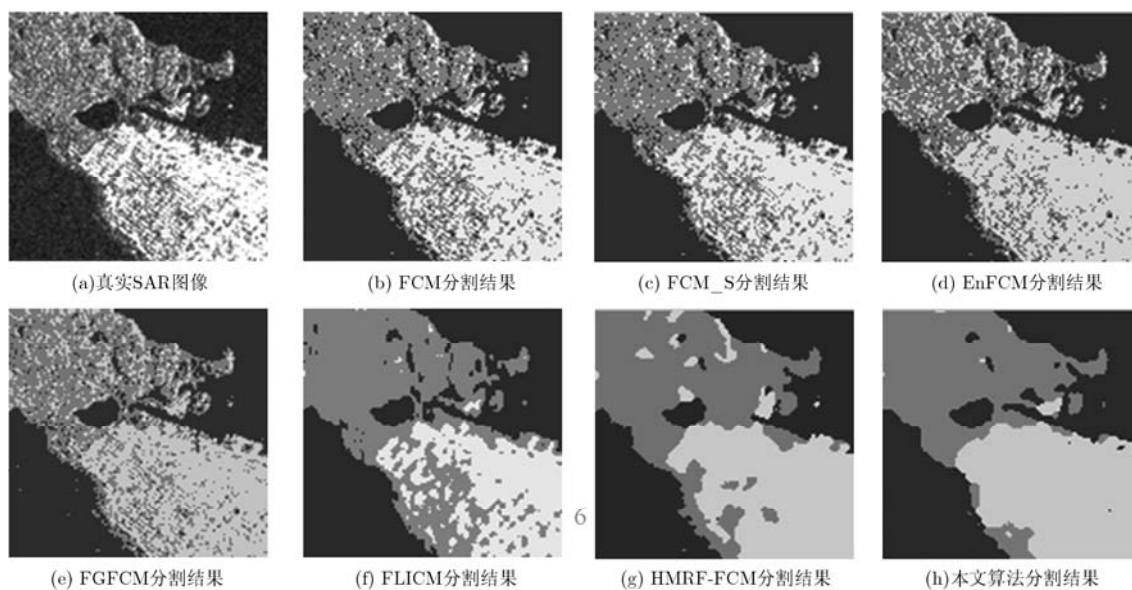 (a)真实SAR图像
(b) FCM分割结果
(c) FCM_S分割结果
(d) EnFCM分割结果
6
(e) FGFCM分割结果
(f) FLICM分割结果
(g) HMRF-FCM分割结果
(h)本文算法分割结果